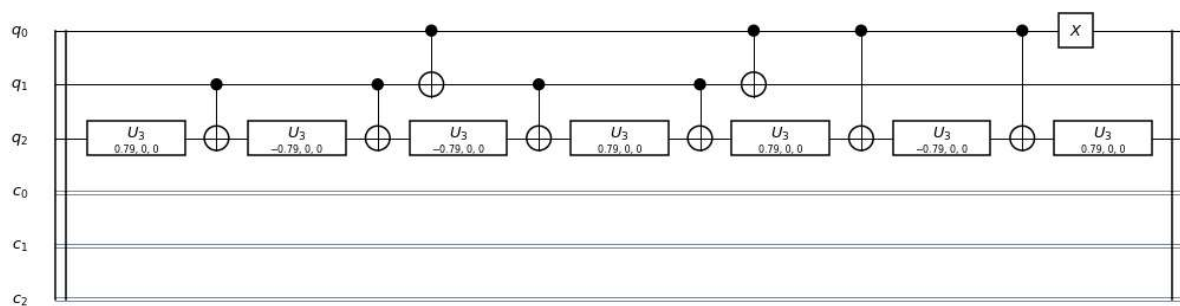 q0 X
q1
q2 U3 U3 U3 U3 U3 U3 U3
0.79, 0, 0 −0.79, 0, 0 −0.79, 0, 0 0.79, 0, 0 0.79, 0, 0 −0.79, 0, 0 0.79, 0, 0
c0
c1
c2